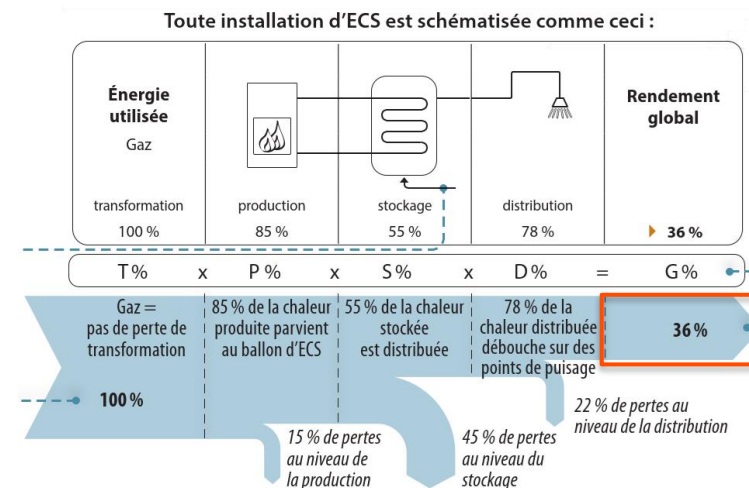 Toute installation d'ECS est schématisée comme ceci :
Énergie
utilisée
Gaz
transformation
100 %
production
85 %
stockage
55 %
distribution
78 %
Rendement
global
36 %
T % x P % x S % x D % = G %
Gaz =
pas de perte de
transformation
100 %
85 % de la chaleur
produite parvient
au ballon d'ECS
55 % de la chaleur
stockée
est distribuée
78 % de la
chaleur distribuée
débouche sur des
points de puisage
36 %
15 % de pertes
au niveau de
la production
45 % de pertes
au niveau du
stockage
22 % de pertes au
niveau de la distribution